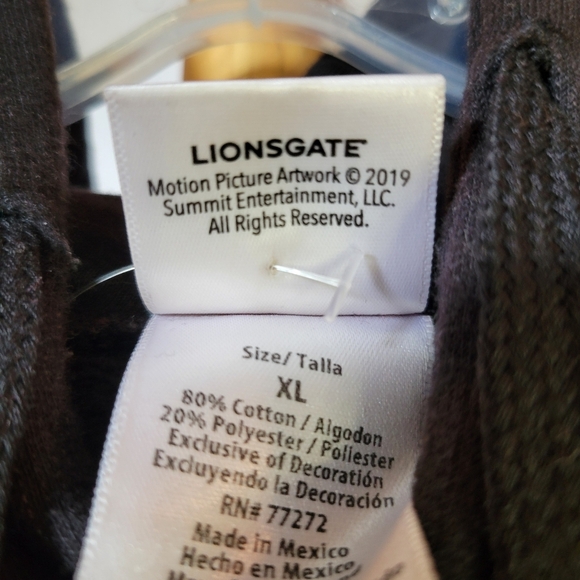 LIONSGATE
Motion Picture Artwork © 2019
Summit Entertainment, LLC.
All Rights Reserved.
Size/Talla
XL
80% Cotton / Algodon
20% Polyester / Poliester
Exclusive of Decoration
Excluyendo la Decoración
RN# 77272
Made in Mexico
Hecho en Mexico